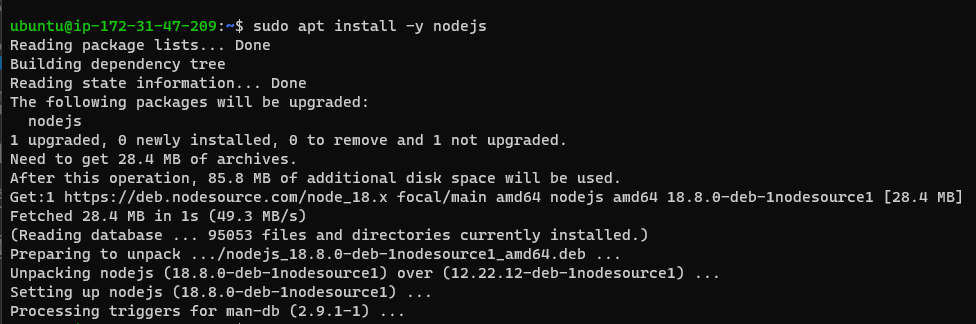 ubuntu@ip-172-31-47-209:~$ sudo apt install -y nodejs
Reading package lists... Done
Building dependency tree
Reading state information... Done
The following packages will be upgraded:
  nodejs
1 upgraded, 0 newly installed, 0 to remove and 1 not upgraded.
Need to get 28.4 MB of archives.
After this operation, 85.8 MB of additional disk space will be used.
Get:1 https://deb.nodesource.com/node_18.x focal/main amd64 nodejs amd64 18.8.0-deb-1nodesource1 [28.4 MB]
Fetched 28.4 MB in 1s (49.3 MB/s)
(Reading database ... 95053 files and directories currently installed.)
Preparing to unpack .../nodejs_18.8.0-deb-1nodesource1_amd64.deb ...
Unpacking nodejs (18.8.0-deb-1nodesource1) over (12.22.12-deb-1nodesource1) ...
Setting up nodejs (18.8.0-deb-1nodesource1) ...
Processing triggers for man-db (2.9.1-1) ...